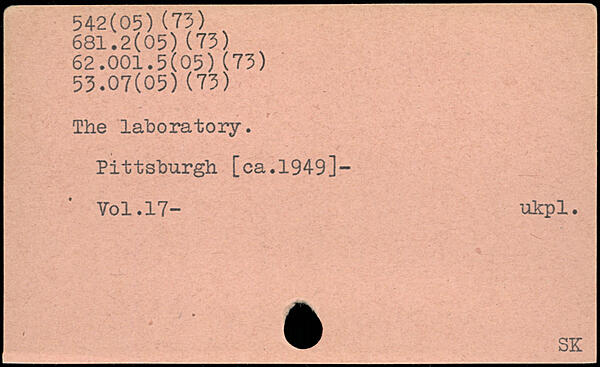 542(05)(73)
681.2(05)(73)
62.001.5(05)(73)
53.07(05)(73)
The laboratory.
Pittsburgh [ca.1949]-
Vol.17-
ukpl.
SK